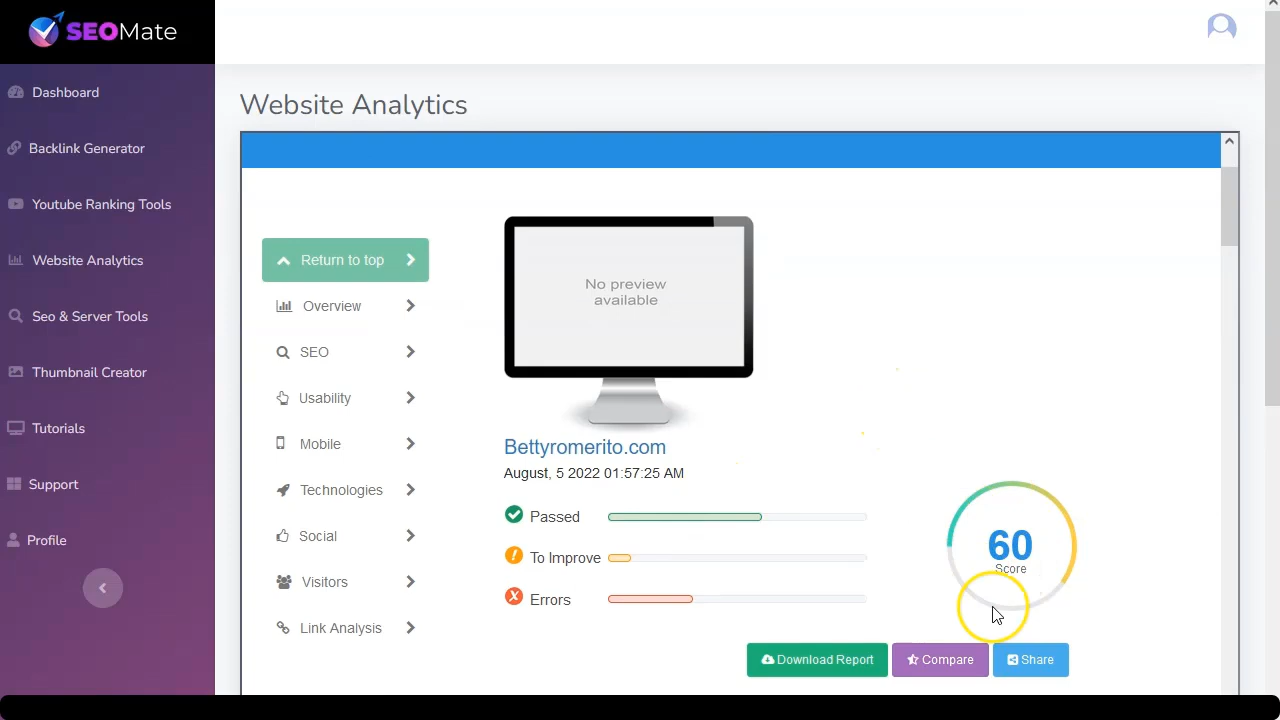 SEOMate
Dashboard
Backlink Generator
Youtube Ranking Tools
Website Analytics
Seo & Server Tools
Thumbnail Creator
Tutorials
Support
Profile
Website Analytics
Return to top
Overview
SEO
Usability
Mobile
Technologies
Social
Visitors
Link Analysis
No preview
available
Bettyromerito.com
August, 5 2022 01:57:25 AM
Passed
To Improve
Errors
60
Score
Download Report
Compare
Share